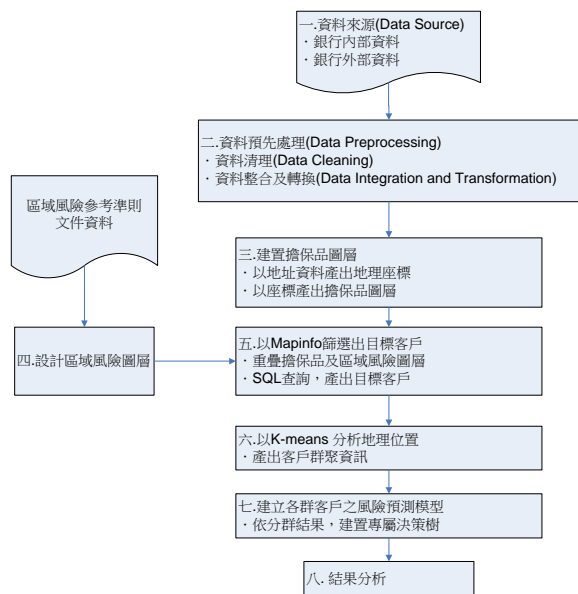 一.資料來源(Data Source)
‧銀行內部資料
‧銀行外部資料
二.資料預先處理(Data Preprocessing)
‧資料清理(Data Cleaning)
‧資料整合及轉換(Data Integration and Transformation)
區域風險參考準則
文件資料
三.建置擔保品圖層
‧以地址資料產出地理座標
‧以座標產出擔保品圖層
四.設計區域風險圖層
五.以Mapinfo篩選出目標客戶
‧重疊擔保品及區域風險圖層
‧SQL查詢，產出目標客戶
六.以K-means 分析地理位置
‧產出客戶群聚資訊
七.建立各群客戶之風險預測模型
‧依分群結果，建置專屬決策樹
八. 結果分析